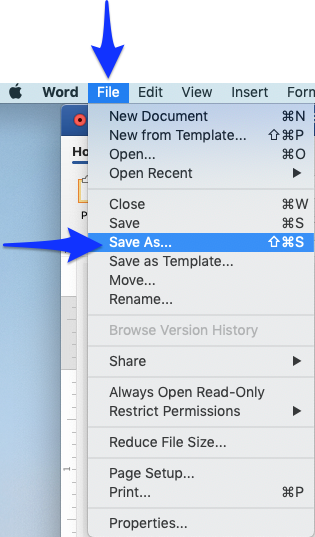 Word File Edit View Insert Forn
Ho
P
New Document ⌘N
New from Template... ⇧⌘P
Open... ⌘O
Open Recent ▶
Close ⌘W
Save ⌘S
Save As... ⇧⌘S
Save as Template...
Move...
Rename...
Browse Version History
Share ▶
Always Open Read-Only
Restrict Permissions ▶
Reduce File Size...
Page Setup...
Print... ⌘P
Properties...
1